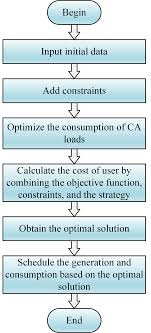 Begin
Input initial data
Add constraints
Optimize the consumption of CA
loads
Calculate the cost of user by
combining the objective function,
constraints, and the strategy
Obtain the optimal solution
Schedule the generation and
consumption based on the optimal
solution
End